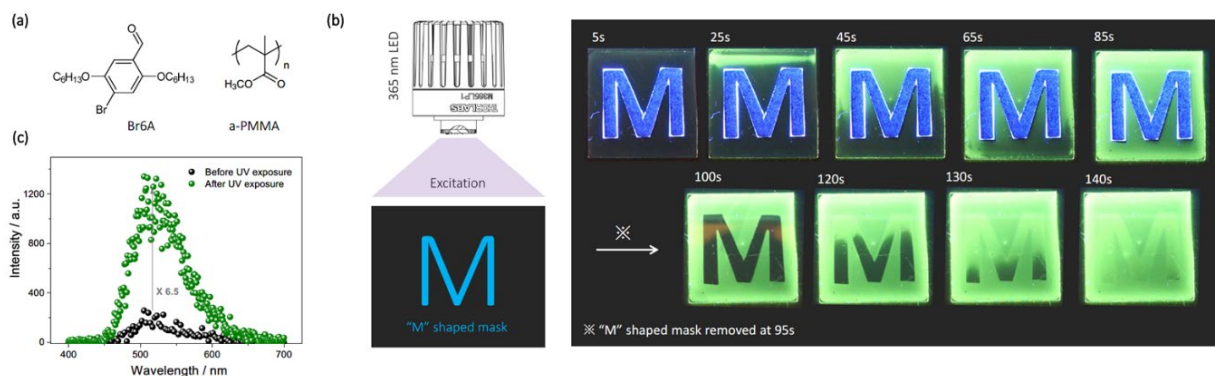 (a)
O
C₆H₁₃O
OC₆H₁₃
Br
Br6A
n
H₃CO
O
a-PMMA
(c)
Before UV exposure
After UV exposure
1200
800
400
0
X 6.5
400
500
600
700
Intensity / a.u.
Wavelength / nm
(b)
365 nm LED
THORLABS
M365LP1
Excitation
M
"M" shaped mask
※
5s
25s
45s
65s
85s
M
M
M
M
M
100s
120s
130s
140s
M
M
M
M
※ "M" shaped mask removed at 95s